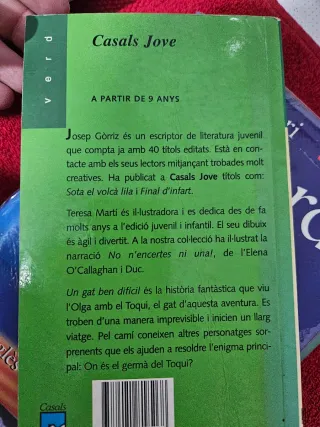 verd
Casals Jove
A PARTIR DE 9 ANYS
Josep Gòrriz és un escriptor de literatura juvenil
que compta ja amb 40 títols editats. Està en con-
tacte amb els seus lectors mitjançant trobades molt
creatives. Ha publicat a Casals Jove títols com:
Sota el volcà lila i Final d'infart.
Teresa Martí és il·lustradora i es dedica des de fa
molts anys a l'edició juvenil i infantil. El seu dibuix
és àgil i divertit. A la nostra col·lecció ha il·lustrat la
narració No n'encertes ni una!, de l'Elena
O'Callaghan i Duc.
Un gat ben difícil és la història fantàstica que viu
l'Olga amb el Toqui, el gat d'aquesta aventura. Es
troben d'una manera imprevisible i inicien un llarg
viatge. Pel camí coneixen altres personatges sor-
prenents que els ajuden a resoldre l'enigma princi-
pal: On és el germà del Toqui?
Casals